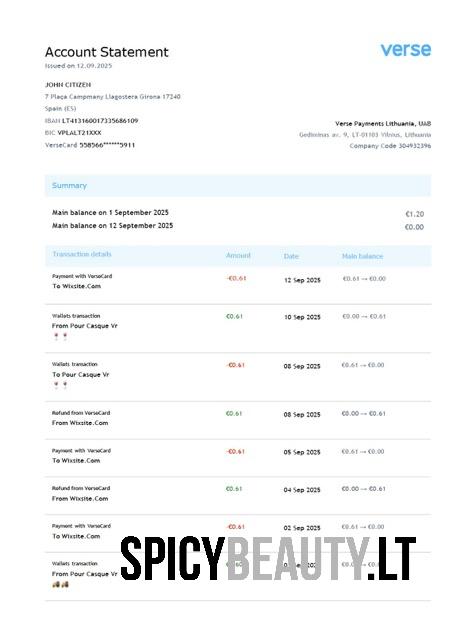 Account Statement
verse
Issued on 12.09.2025
JOHN CITIZEN
7 Plaça Campmany Llagostera Girona 17240
Spain (ES)
IBAN LT413160017335686109
BIC VPLALT21XXX
VerseCard 558566******5911
Verse Payments Lithuania, UAB
Gediminas av. 9, LT-01103 Vilnius, Lithuania
Company Code 304932396
Summary
Main balance on 1 September 2025 €1.20
Main balance on 12 September 2025 €0.00
Transaction details Amount Date Main balance
Payment with VerseCard
To Wixsite.Com -€0.61 12 Sep 2025 €0.61 → €0.00
Wallets transaction
From Pour Casque Vr €0.61 10 Sep 2025 €0.00 → €0.61
Wallets transaction
To Pour Casque Vr -€0.61 08 Sep 2025 €0.61 → €0.00
Refund from VerseCard
From Wixsite.Com €0.61 08 Sep 2025 €0.00 → €0.61
Payment with VerseCard
To Wixsite.Com -€0.61 05 Sep 2025 €0.61 → €0.00
Refund from VerseCard
From Wixsite.Com €0.61 04 Sep 2025 €0.00 → €0.61
Payment with VerseCard
To Wixsite.Com -€0.61 02 Sep 2025 €0.61 → €0.00
SPICYBEAUTY.LT
Wallets transaction
From Pour Casque Vr